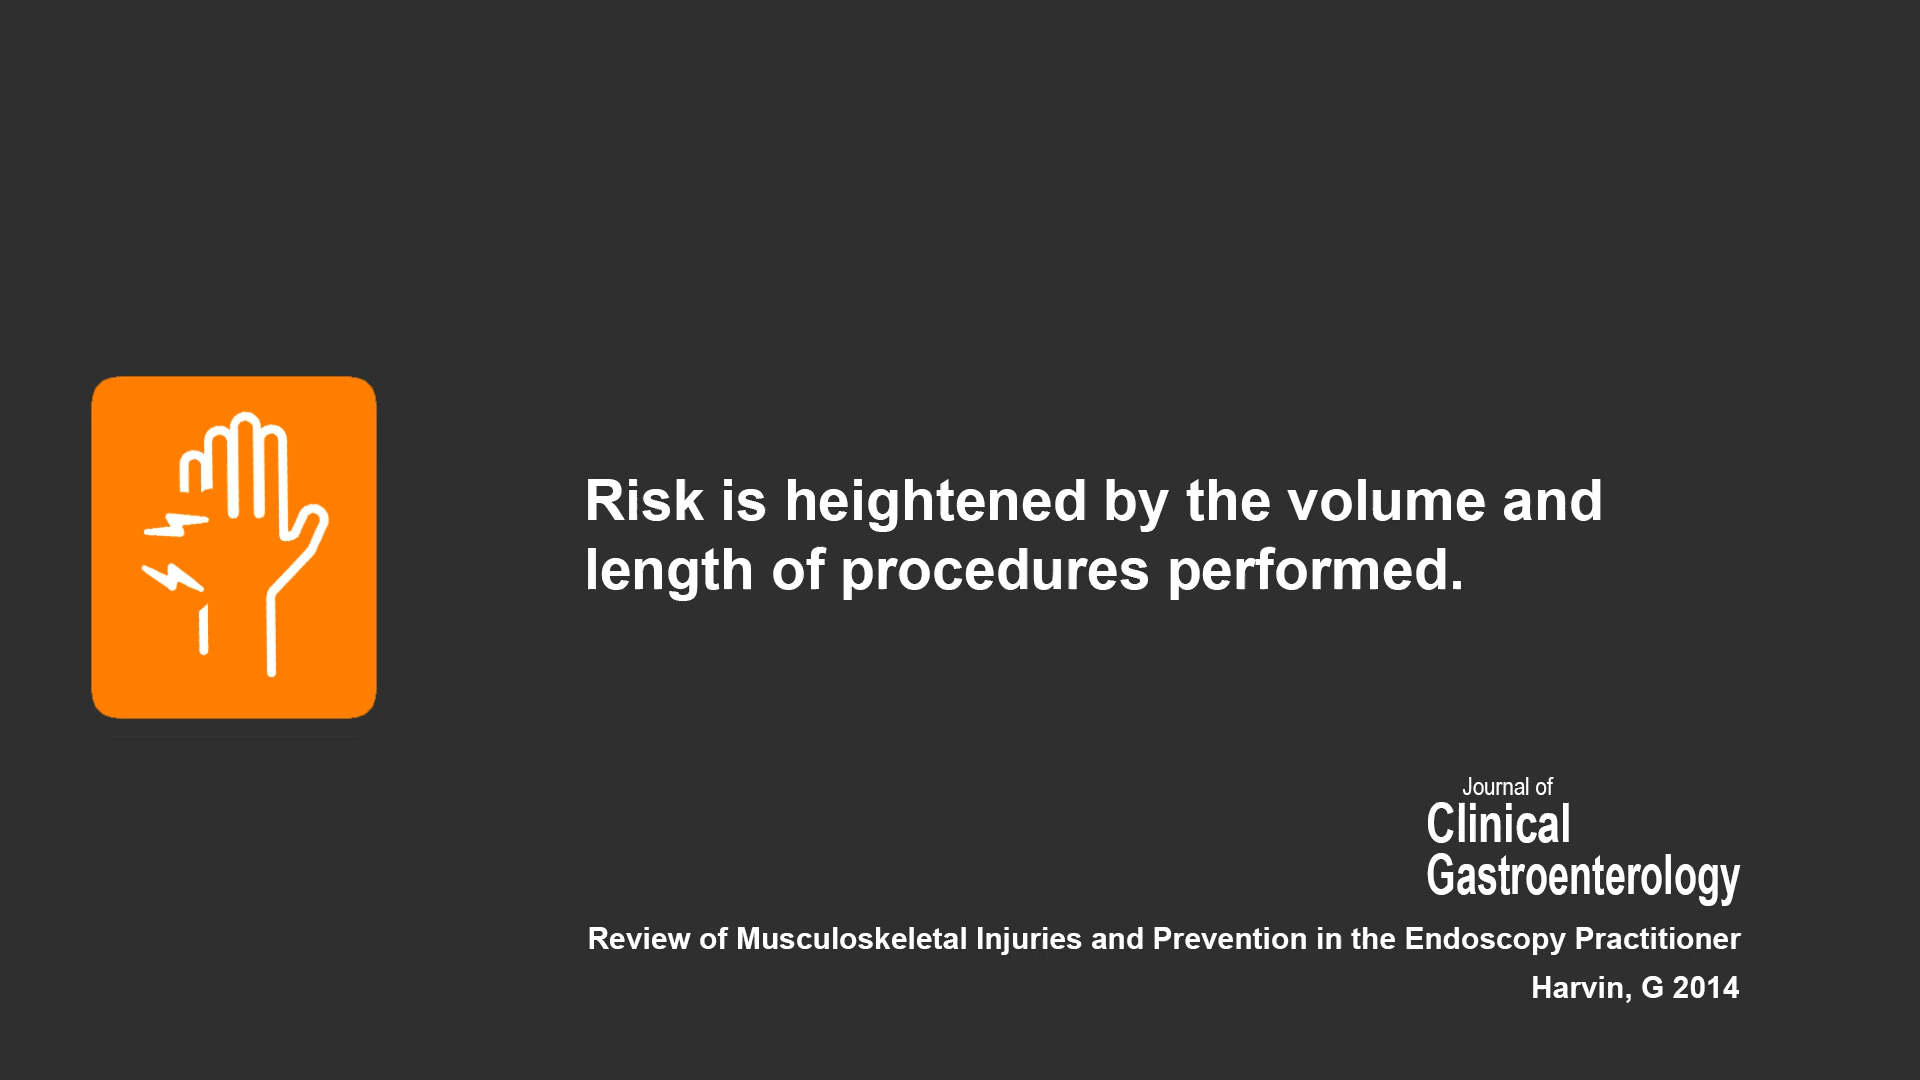 Risk is heightened by the volume and
length of procedures performed.
Journal of
Clinical
Gastroenterology
Review of Musculoskeletal Injuries and Prevention in the Endoscopy Practitioner
Harvin, G 2014